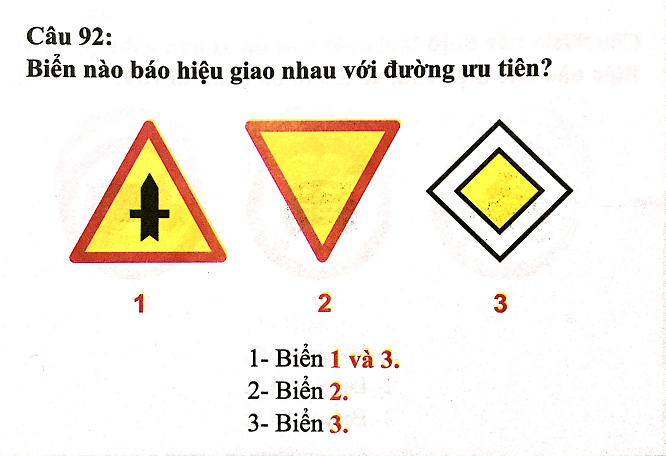 Câu 92:
Biển nào báo hiệu giao nhau với đường ưu tiên?
1 2 3
1- Biển 1 và 3.
2- Biển 2.
3- Biển 3.